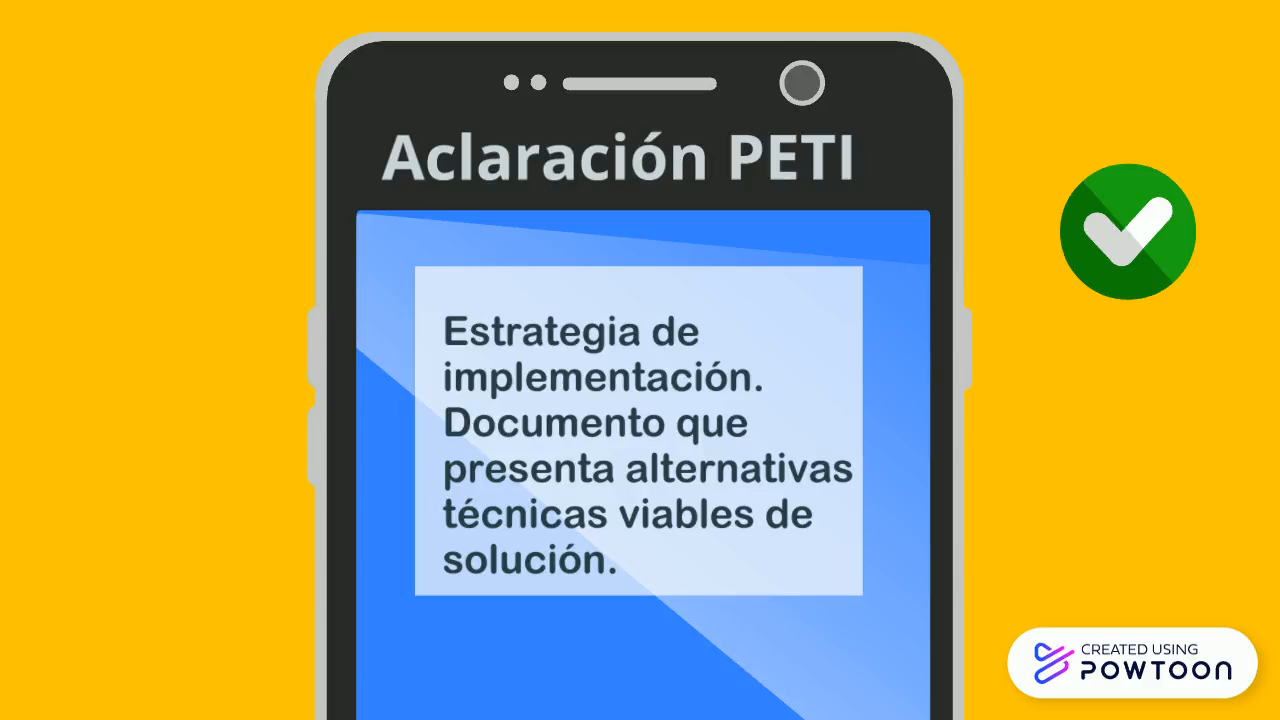 Aclaración PETI
Estrategia de
implementación.
Documento que
presenta alternativas
técnicas viables de
solución.
CREATED USING
POWTOON